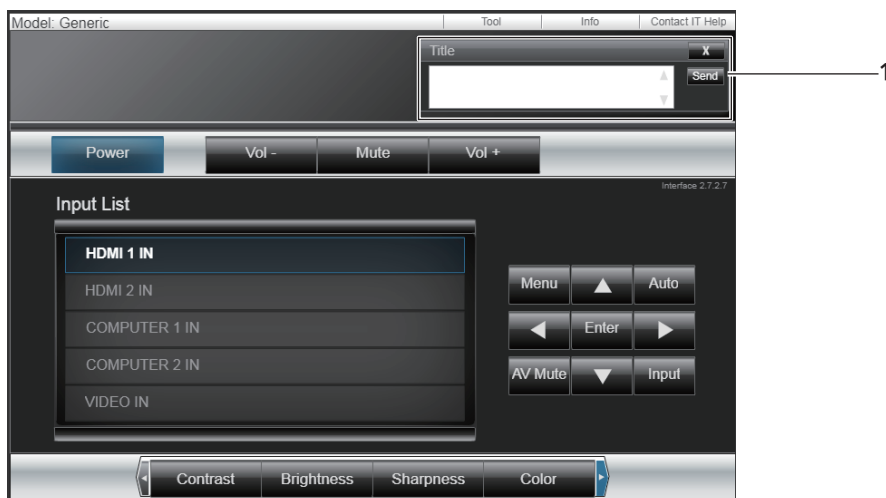 Model: Generic
Tool Info Contact IT Help
Title X
Send
1
Power Vol - Mute Vol +
Interface 2.7.2.7
Input List
HDMI 1 IN
HDMI 2 IN
COMPUTER 1 IN
COMPUTER 2 IN
VIDEO IN
Menu Auto
Enter
AV Mute Input
Contrast Brightness Sharpness Color